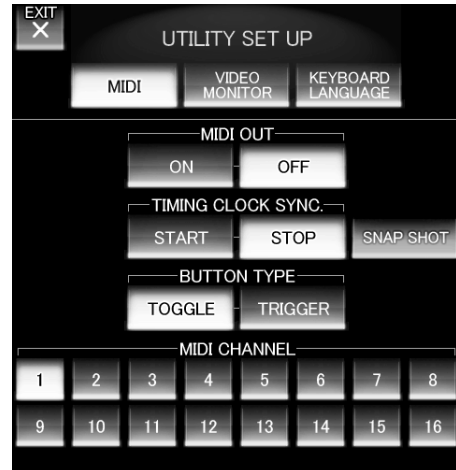 EXIT
UTILITY SET UP
MIDI
VIDEO
MONITOR
KEYBOARD
LANGUAGE
MIDI OUT
ON
OFF
TIMING CLOCK SYNC.
START
STOP
SNAP SHOT
BUTTON TYPE
TOGGLE
TRIGGER
MIDI CHANNEL
1 2 3 4 5 6 7 8
9 10 11 12 13 14 15 16